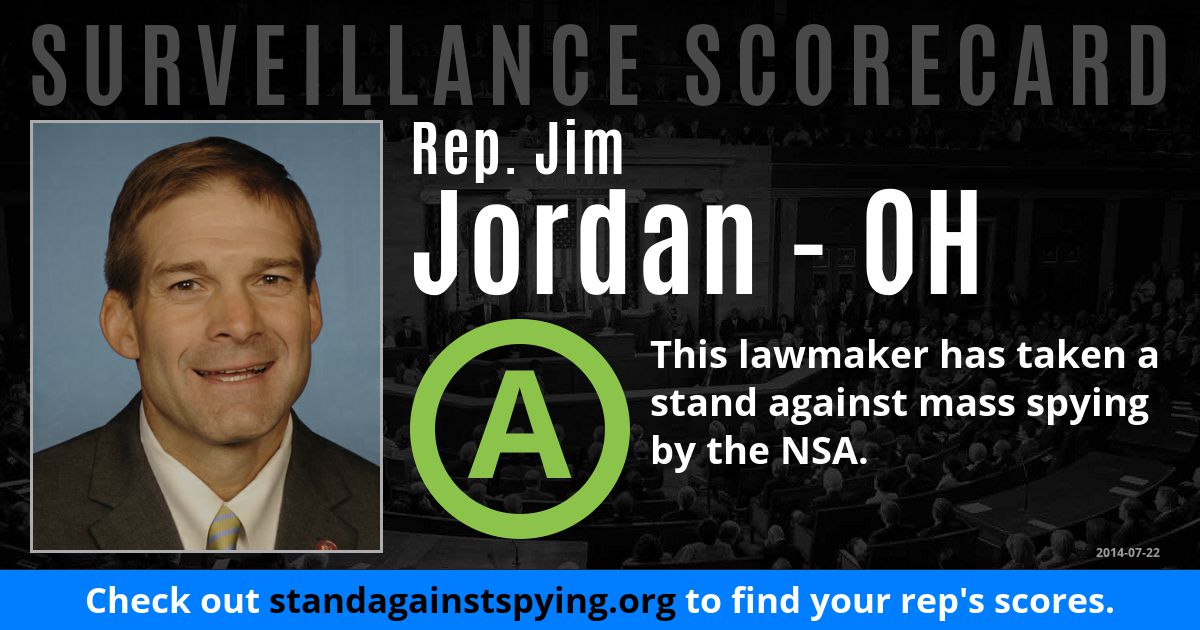 SURVEILLANCE SCORECARD
Rep. Jim
Jordan - OH
A
This lawmaker has taken a
stand against mass spying
by the NSA.
2014-07-22
Check out standagainstspying.org to find your rep's scores.